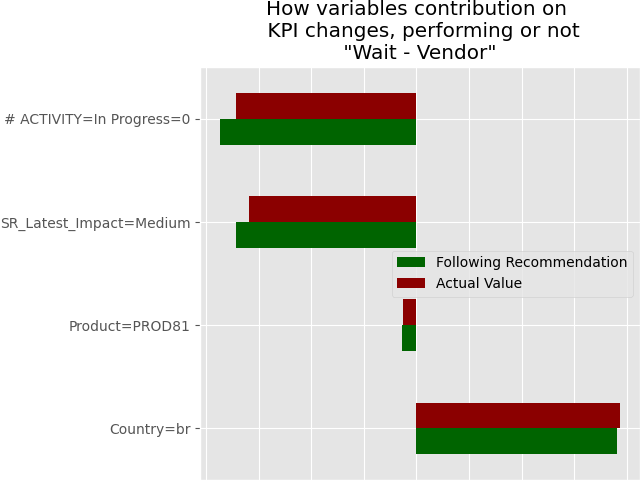 How variables contribution on
KPI changes, performing or not
"Wait - Vendor"
# ACTIVITY=In Progress=0
SR_Latest_Impact=Medium
Following Recommendation
Actual Value
Product=PROD81
Country=br